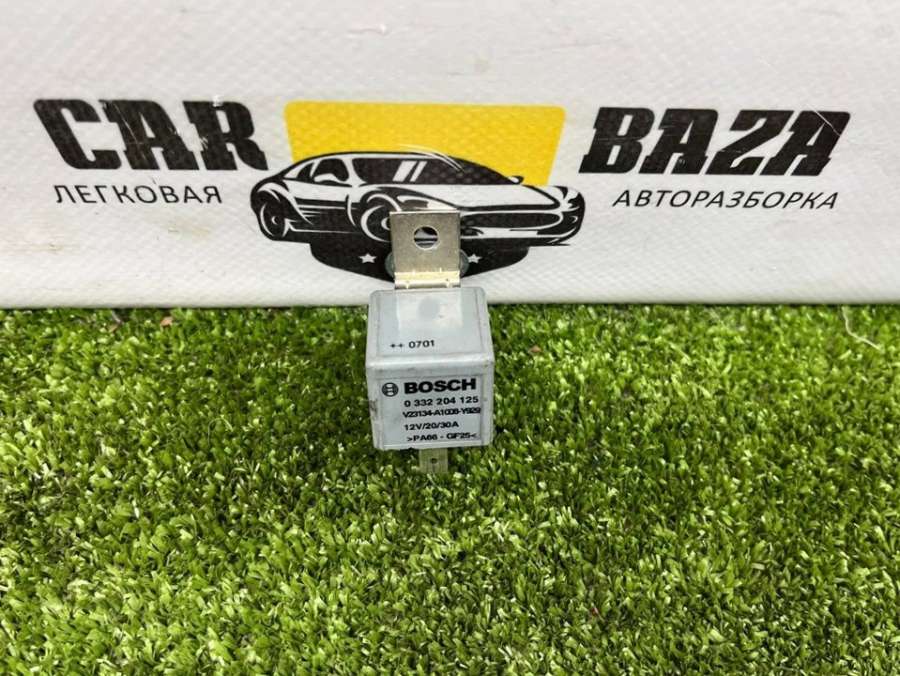 CAR BAZA
ЛЕГКОВАЯ АВТОРАЗБОРКА
++ 0701
BOSCH
0 332 204 125
V23134-A1008-Y929
12V/20/30A
>PA66 - GF25<